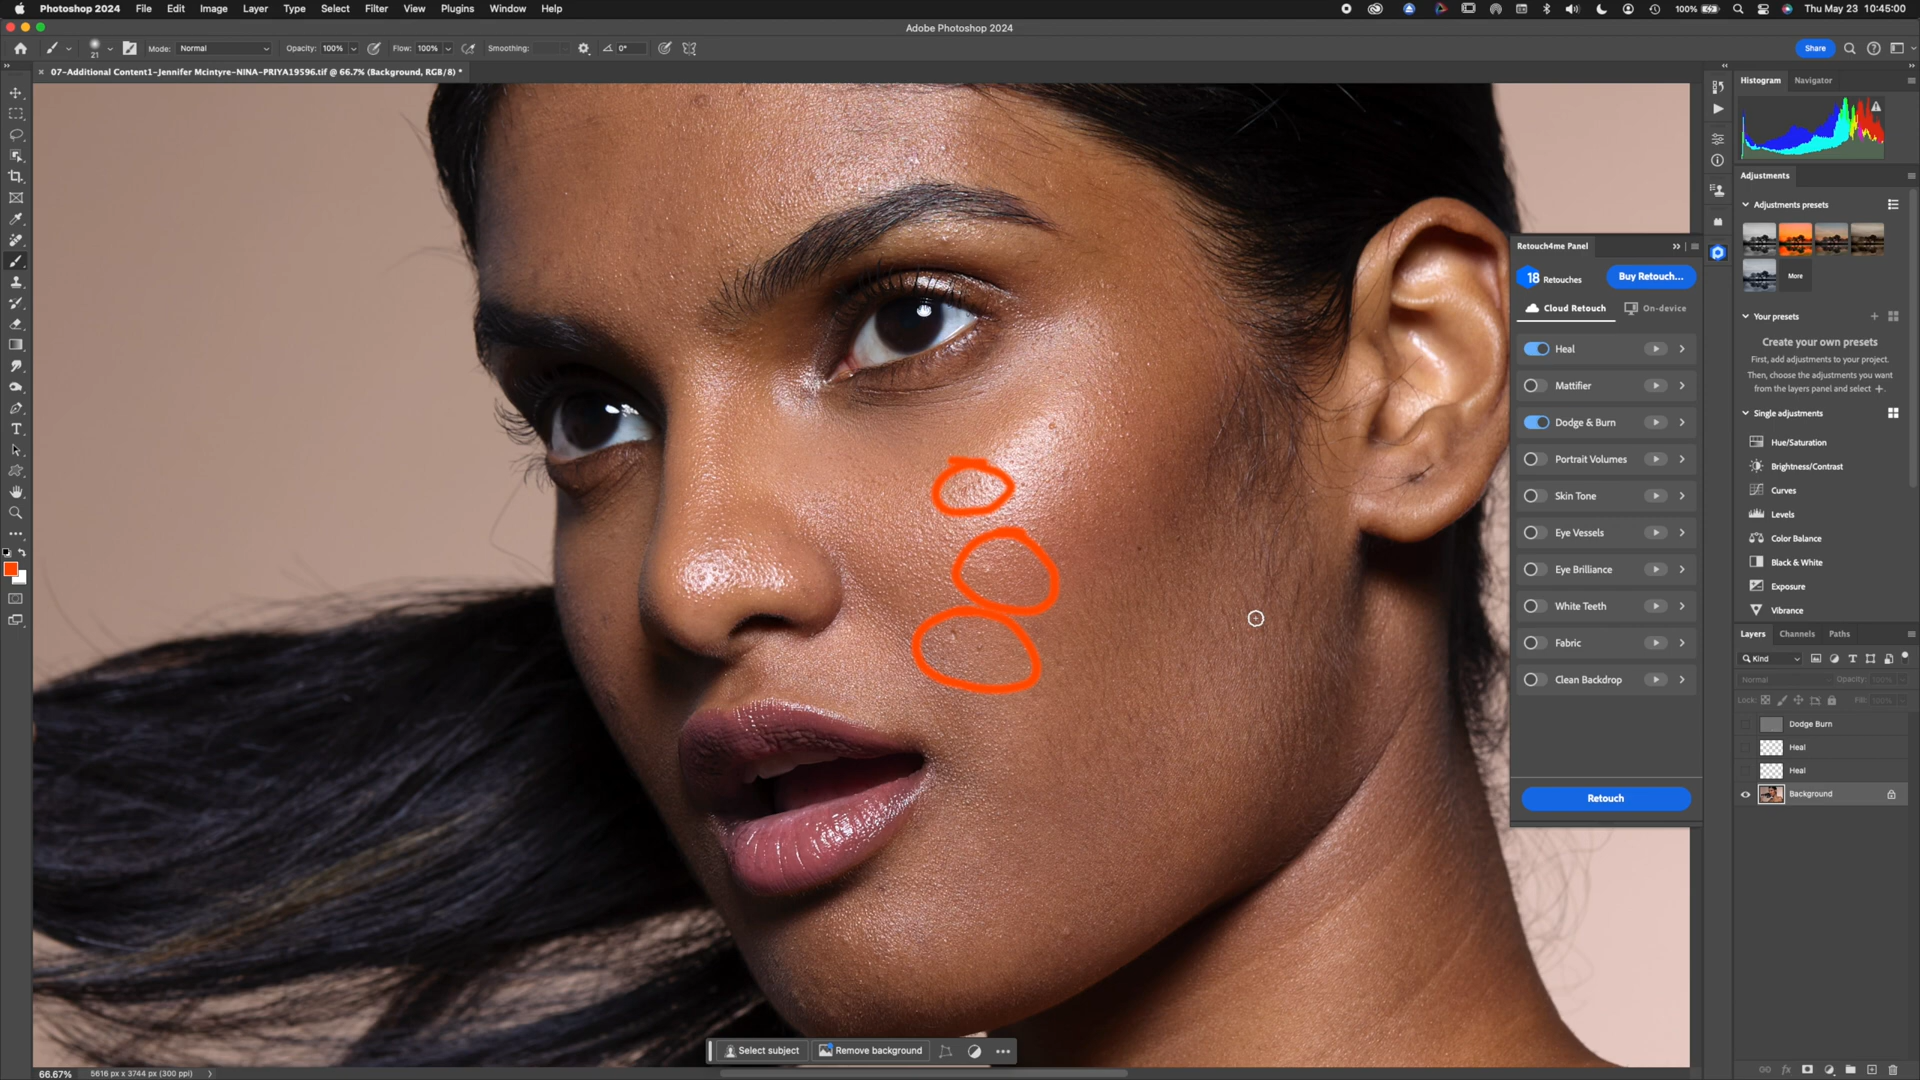 Photoshop 2024 File Edit Image Layer Type Select Filter View Plugins Window Help 100% Thu May 23 10:45:00
Adobe Photoshop 2024
21 Mode: Normal Opacity: 100% Flow: 100% Smoothing: 0° Share
07-Additional Content1-Jennifer Mcintyre-NINA-PRIYA19596.tif @ 66.7% (Background, RGB/8) *
Histogram Navigator
Adjustments
Adjustments presets
More
Your presets
Create your own presets
First, add adjustments to your project.
Then, choose the adjustments you want
from the layers panel and select +.
Single adjustments
Hue/Saturation
Brightness/Contrast
Curves
Levels
Color Balance
Black & White
Exposure
Vibrance
Retouch4me Panel
18 Retouches Buy Retouch...
Cloud Retouch On-device
Heal
Mattifier
Dodge & Burn
Portrait Volumes
Skin Tone
Eye Vessels
Eye Brilliance
White Teeth
Fabric
Clean Backdrop
Retouch
Layers Channels Paths
Kind
Normal Opacity: 100%
Lock: Fill: 100%
Dodge Burn
Heal
Heal
Background
Select subject Remove background
66.67% 5616 px x 3744 px (300 ppi)